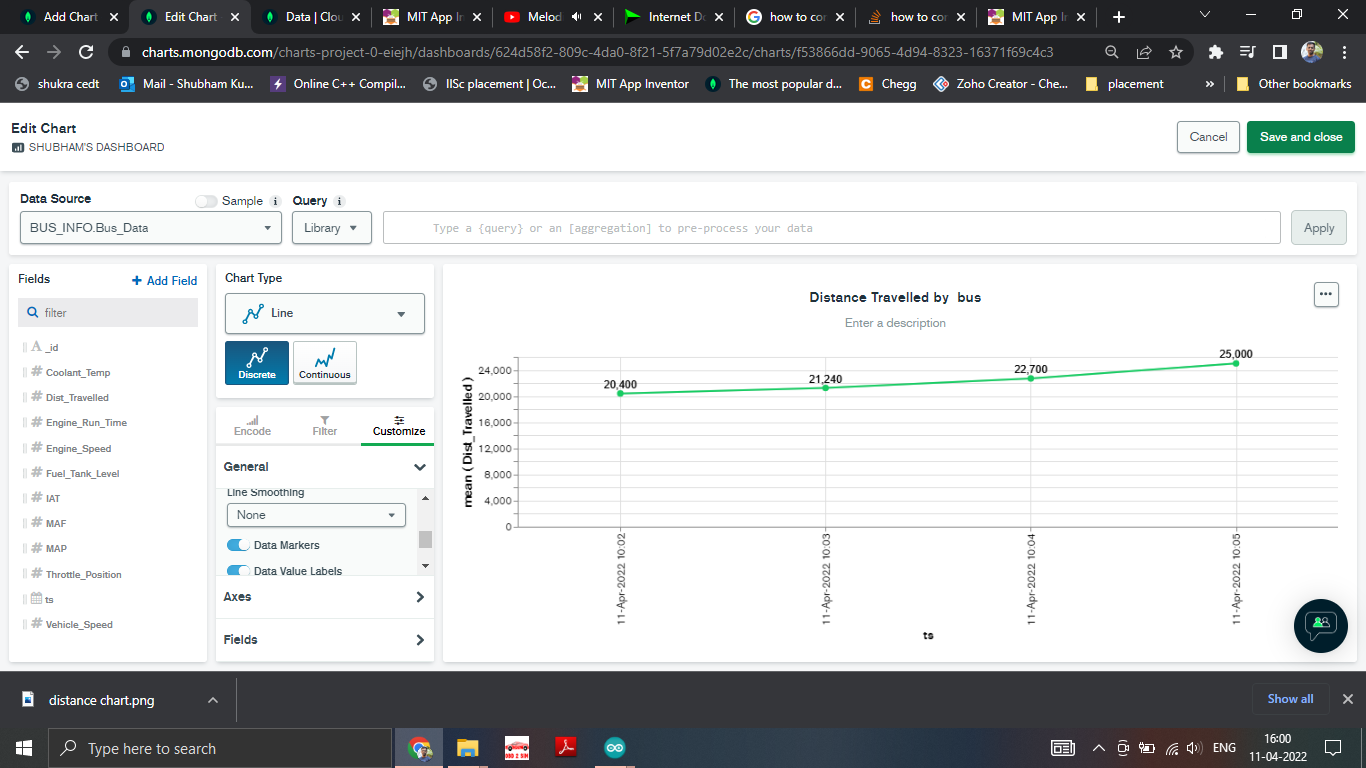 Add Chart
Edit Chart
Data | Clou
MIT App In
Melod
Internet Do
how to con
how to con
MIT App In
charts.mongodb.com/charts-project-0-eiejh/dashboards/624d58f2-809c-4da0-8f21-5f7a79d02e2c/charts/f53866dd-9065-4d94-8323-16371f69c4c3
shukra cedt
Mail - Shubham Ku...
Online C++ Compil...
IISc placement | Oc...
MIT App Inventor
The most popular d...
Chegg
Zoho Creator - Che...
placement
»
Other bookmarks
Edit Chart
SHUBHAM'S DASHBOARD
Cancel
Save and close
Data Source
Sample i
Query i
BUS_INFO.Bus_Data
Library
Type a {query} or an [aggregation] to pre-process your data
Apply
Fields
+ Add Field
filter
A _id
# Coolant_Temp
# Dist_Travelled
# Engine_Run_Time
# Engine_Speed
# Fuel_Tank_Level
# IAT
# MAF
# MAP
# Throttle_Position
ts
# Vehicle_Speed
Chart Type
Line
Discrete
Continuous
Encode
Filter
Customize
General
Line Smoothing
None
Data Markers
Data Value Labels
Axes
Fields
Distance Travelled by  bus
Enter a description
mean ( Dist_Travelled )
24,000
20,000
16,000
12,000
8,000
4,000
0
20,400
21,240
22,700
25,000
11-Apr-2022 10:02
11-Apr-2022 10:03
11-Apr-2022 10:04
11-Apr-2022 10:05
ts
distance chart.png
Show all
Type here to search
ENG
16:00
11-04-2022